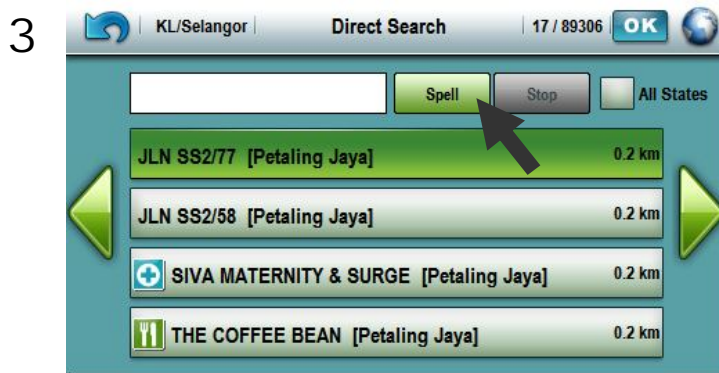 3
KL/Selangor Direct Search 17 / 89306 OK
Spell Stop All States
JLN SS2/77 [Petaling Jaya] 0.2 km
JLN SS2/58 [Petaling Jaya] 0.2 km
SIVA MATERNITY & SURGE [Petaling Jaya] 0.2 km
THE COFFEE BEAN [Petaling Jaya] 0.2 km